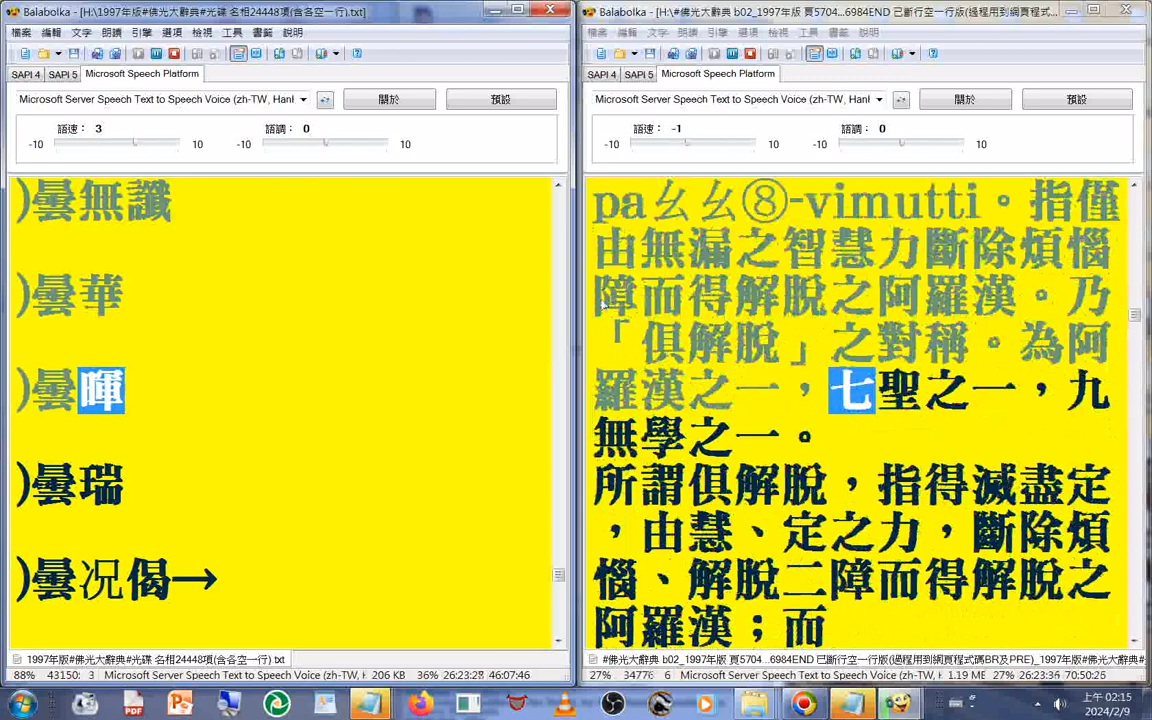 Balabolka - [H:\1997年版#佛光大辭典#光碟 名相24448項(含各空一行).txt]
檔案 編輯 文字 朗讀 引擎 選項 檢視 工具 書籤 說明
SAPI 4 SAPI 5 Microsoft Speech Platform
Microsoft Server Speech Text to Speech Voice (zh-TW, Hanl
關於 預設
語速： 3 語調： 0
-10 10 -10 10
)曇無讖
)曇華
)曇暉
)曇瑞
)曇况偈→
1997年版#佛光大辭典#光碟 名相24448項(含各空一行).txt
88% 43150: 3 Microsoft Server Speech Text to Speech Voice (zh- 206 KB 36% 26:23:28 46:07:46
Balabolka - [H:\#佛光大辭典 b02_1997年版 頁5704...6984END 已斷行空一行版(過程用到網頁程式...
檔案 編輯 文字 朗讀 引擎 選項 檢視 工具 書籤 說明
SAPI 4 SAPI 5 Microsoft Speech Platform
Microsoft Server Speech Text to Speech Voice (zh-TW, Hanl
關於 預設
語速： -1 語調： 0
-10 10 -10 10
paㄠㄠ⑧-vimutti。指僅
由無漏之智慧力斷除煩惱
障而得解脫之阿羅漢。乃
「俱解脫」之對稱。為阿
羅漢之一，七聖之一，九
無學之一。
所謂俱解脫，指得滅盡定
，由慧、定之力，斷除煩
惱、解脫二障而得解脫之
阿羅漢；而
#佛光大辭典 b02_1997年版 頁5704...6984END 已斷行空一行版(過程用到網頁程式碼BR及PRE)_1997年版#
27% 34776: 6 Microsoft Server Speech Text to Speech Voice (zh- 1.19 ME 27% 26:23:36 70:50:26
上午 02:15
2024/2/9